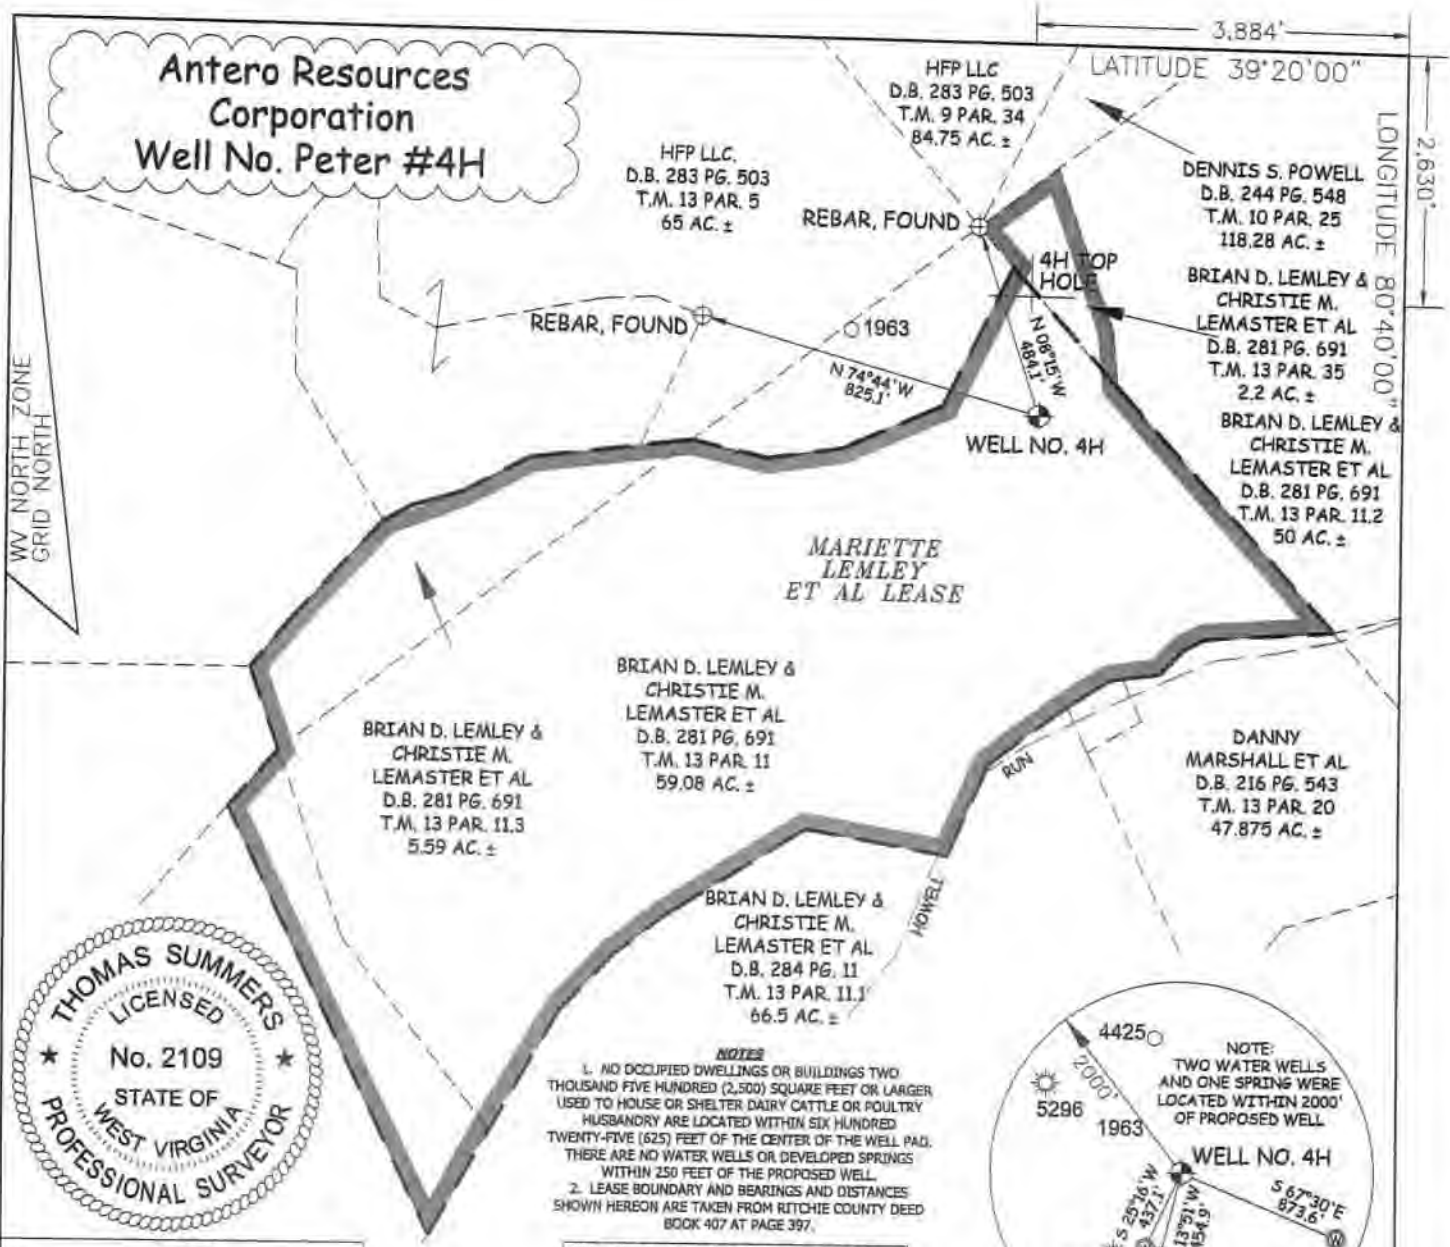 3,884'
Antero Resources
Corporation
Well No. Peter #4H
LATITUDE 39°20'00"
LONGITUDE 80°40'00"
2,630'
HFP LLC
D.B. 283 PG. 503
T.M. 9 PAR. 34
84.75 AC. ±
HFP LLC.
D.B. 283 PG. 503
T.M. 13 PAR. 5
65 AC. ±
DENNIS S. POWELL
D.B. 244 PG. 548
T.M. 10 PAR. 25
118.28 AC. ±
REBAR, FOUND
4H TOP
HOLE
BRIAN D. LEMLEY &
CHRISTIE M.
LEMASTER ET AL
D.B. 281 PG. 691
T.M. 13 PAR. 35
2.2 AC. ±
REBAR, FOUND
1963
N 08°15'W
484.1'
N 74°44'W
825.1'
WELL NO. 4H
BRIAN D. LEMLEY &
CHRISTIE M.
LEMASTER ET AL
D.B. 281 PG. 691
T.M. 13 PAR. 11.2
50 AC. ±
WV NORTH ZONE
GRID NORTH
MARIETTE
LEMLEY
ET AL LEASE
BRIAN D. LEMLEY &
CHRISTIE M.
LEMASTER ET AL
D.B. 281 PG. 691
T.M. 13 PAR. 11
59.08 AC. ±
BRIAN D. LEMLEY &
CHRISTIE M.
LEMASTER ET AL
D.B. 281 PG. 691
T.M. 13 PAR. 11.3
5.59 AC. ±
DANNY
MARSHALL ET AL
D.B. 216 PG. 543
T.M. 13 PAR. 20
47.875 AC. ±
RUN
HOWELL
BRIAN D. LEMLEY &
CHRISTIE M.
LEMASTER ET AL
D.B. 284 PG. 11
T.M. 13 PAR. 11.1
66.5 AC. ±
THOMAS SUMMERS
LICENSED
No. 2109
STATE OF
WEST VIRGINIA
PROFESSIONAL SURVEYOR
NOTES
1. NO OCCUPIED DWELLINGS OR BUILDINGS TWO
THOUSAND FIVE HUNDRED (2,500) SQUARE FEET OR LARGER
USED TO HOUSE OR SHELTER DAIRY CATTLE OR POULTRY
HUSBANDRY ARE LOCATED WITHIN SIX HUNDRED
TWENTY-FIVE (625) FEET OF THE CENTER OF THE WELL PAD.
THERE ARE NO WATER WELLS OR DEVELOPED SPRINGS
WITHIN 250 FEET OF THE PROPOSED WELL.
2. LEASE BOUNDARY AND BEARINGS AND DISTANCES
SHOWN HEREON ARE TAKEN FROM RITCHIE COUNTY DEED
BOOK 407 AT PAGE 397.
4425
2000'
5296
1963
NOTE:
TWO WATER WELLS
AND ONE SPRING WERE
LOCATED WITHIN 2000'
OF PROPOSED WELL
WELL NO. 4H
S 67°30'E
873.6'
W
S 25°16'W
437.1'
13°51'W
454.9'